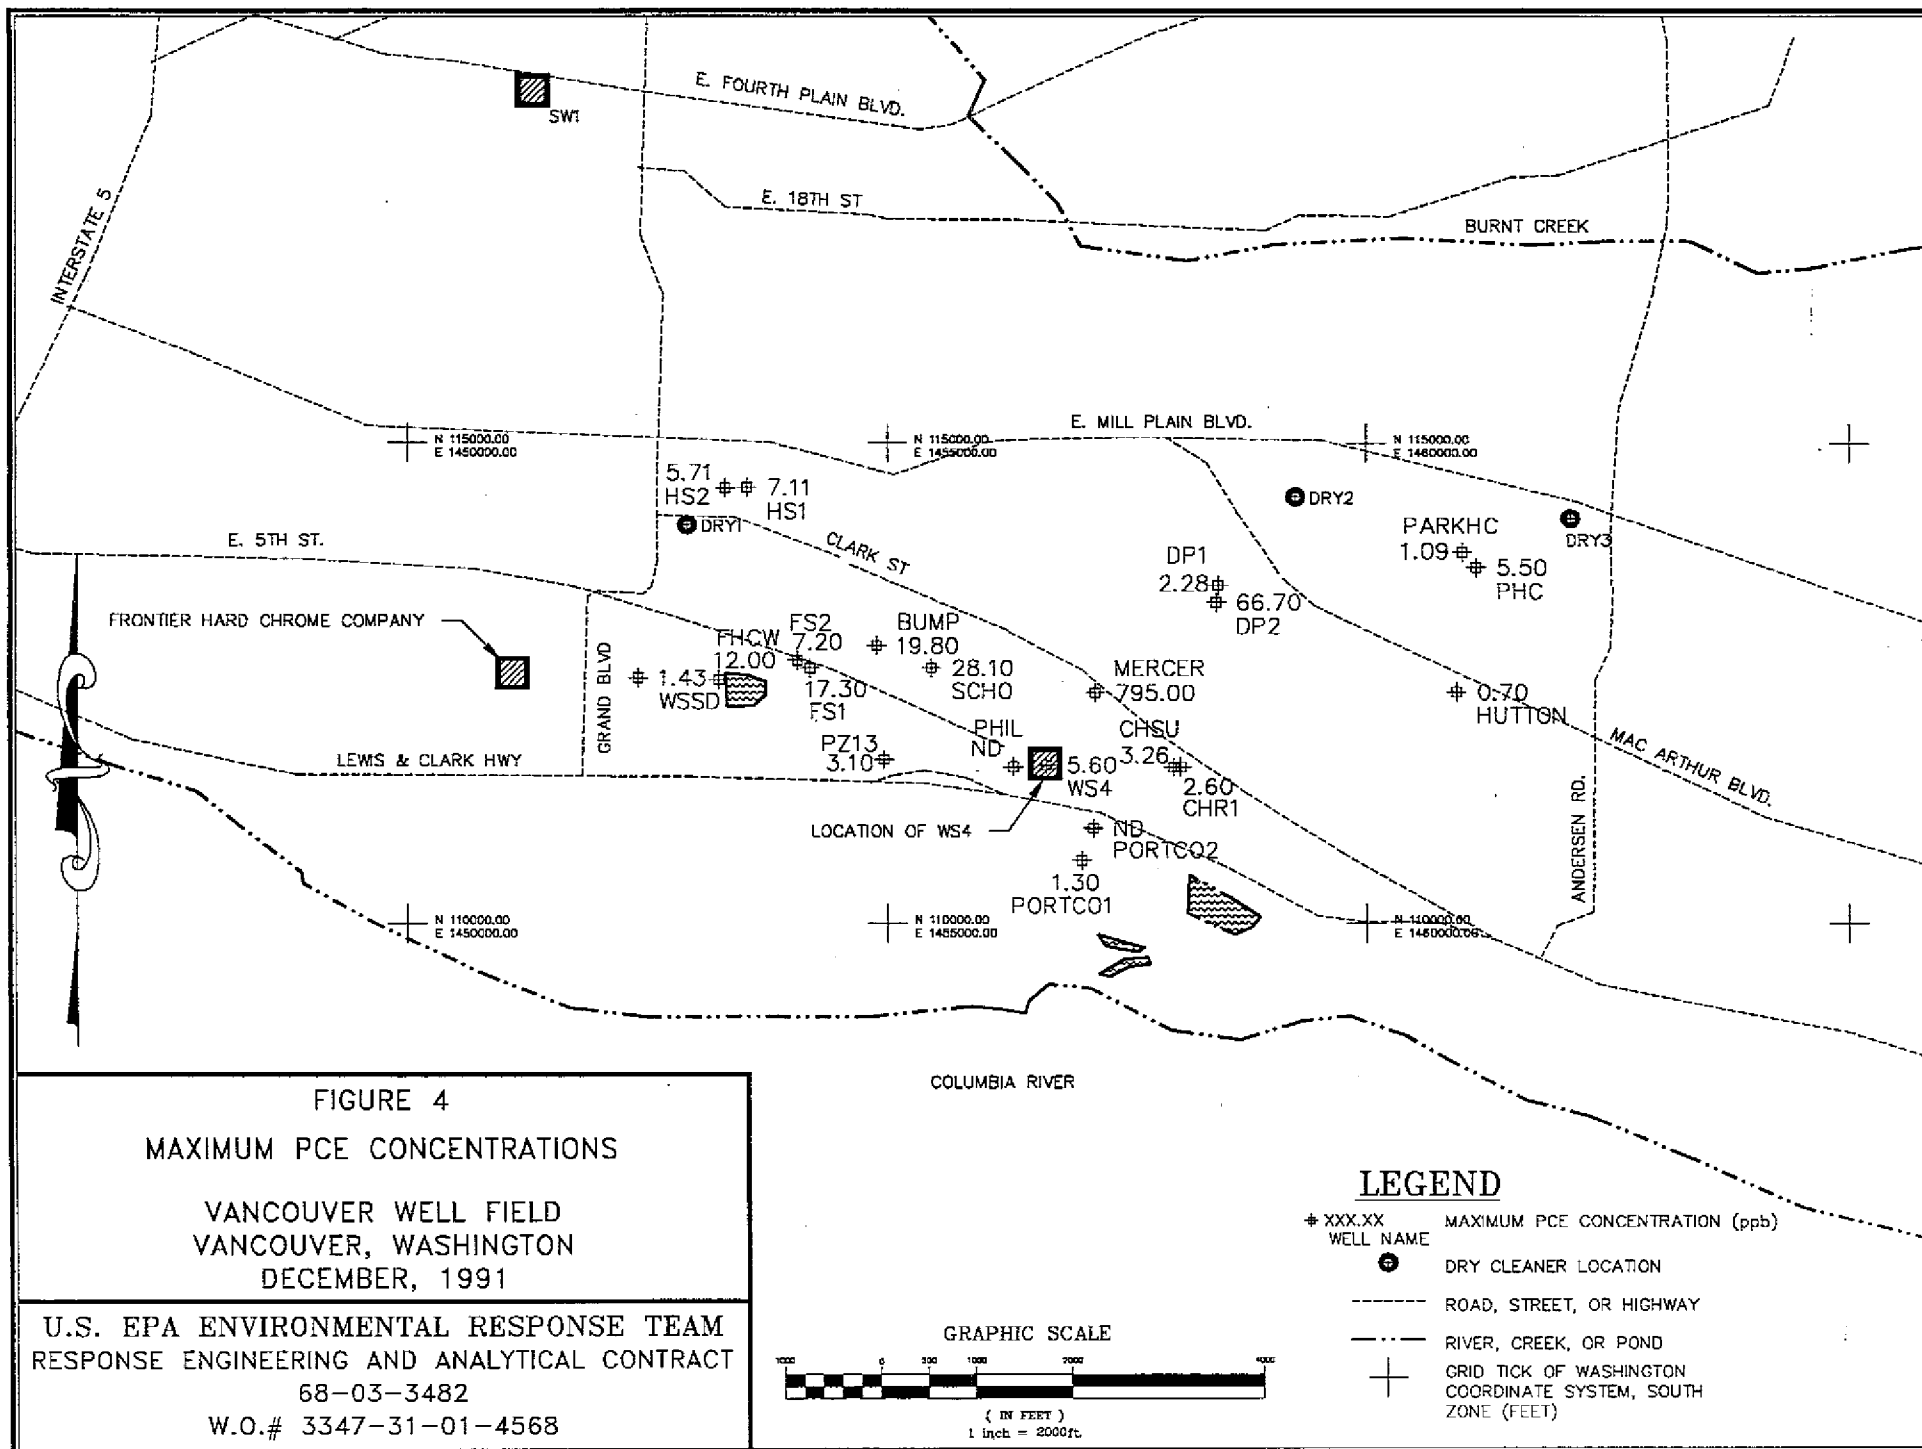 E. FOURTH PLAIN BLVD.
SW1
E. 18TH ST
BURNT CREEK
INTERSTATE 5
E. MILL PLAIN BLVD.
N 115000.00
E 1450000.00
N 115000.00
E 1455000.00
N 115000.00
E 1460000.00
5.71
HS2
7.11
HS1
DRY1
DRY2
DRY3
E. 5TH ST.
CLARK ST
PARKHC
1.09
5.50
PHC
DP1
2.28
66.70
DP2
FRONTIER HARD CHROME COMPANY
GRAND BLVD
1.43
WSSD
FHCW
12.00
FS2
7.20
17.30
FS1
BUMP
19.80
28.10
SCHO
MERCER
795.00
0.70
HUTTON
PHIL
ND
CHSU
3.26
PZ13
3.10
5.60
WS4
2.60
CHR1
LEWIS & CLARK HWY
MAC ARTHUR BLVD.
ANDERSEN RD.
LOCATION OF WS4
ND
PORTCO2
1.30
PORTCO1
N 110000.00
E 1450000.00
N 110000.00
E 1455000.00
N 110000.00
E 1460000.00
COLUMBIA RIVER
FIGURE 4
MAXIMUM PCE CONCENTRATIONS
VANCOUVER WELL FIELD
VANCOUVER, WASHINGTON
DECEMBER, 1991
U.S. EPA ENVIRONMENTAL RESPONSE TEAM
RESPONSE ENGINEERING AND ANALYTICAL CONTRACT
68-03-3482
W.O.# 3347-31-01-4568
GRAPHIC SCALE
1000 0 500 1000 2000 4000
( IN FEET )
1 inch = 2000ft.
LEGEND
XXX.XX MAXIMUM PCE CONCENTRATION (ppb)
WELL NAME
DRY CLEANER LOCATION
ROAD, STREET, OR HIGHWAY
RIVER, CREEK, OR POND
GRID TICK OF WASHINGTON
COORDINATE SYSTEM, SOUTH
ZONE (FEET)